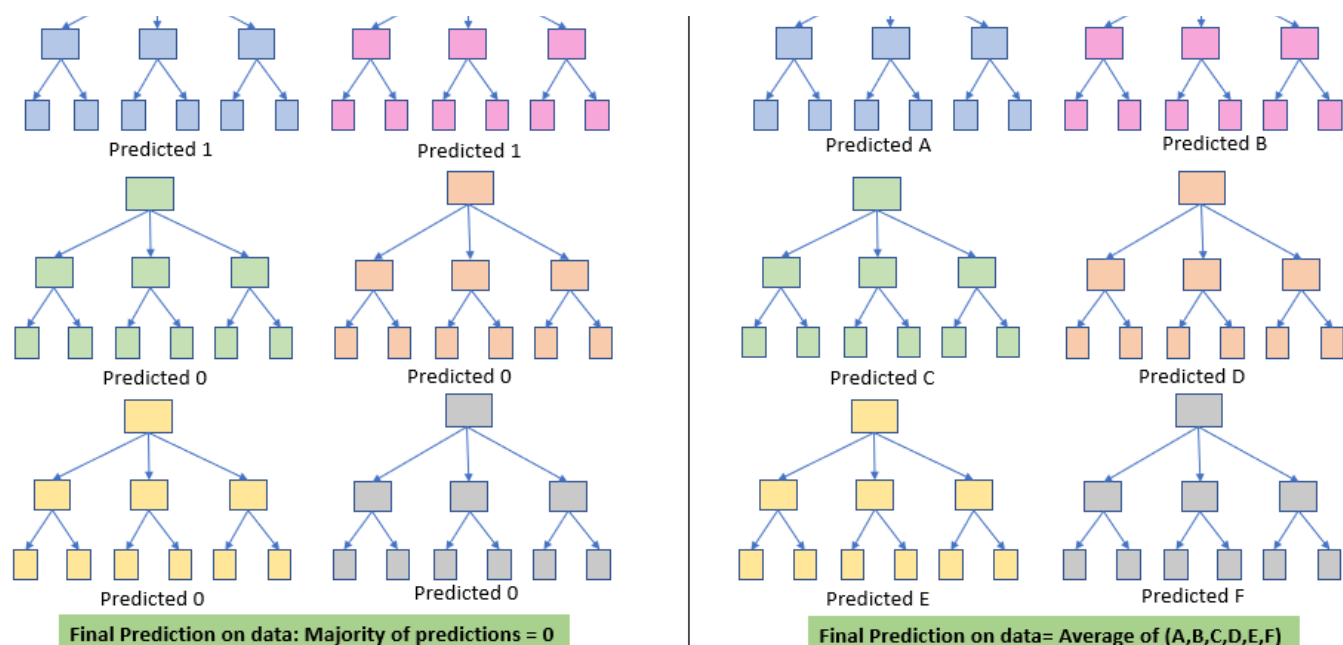 Predicted 1
Predicted 1
Predicted 0
Predicted 0
Predicted 0
Predicted 0
Final Prediction on data: Majority of predictions = 0
Predicted A
Predicted B
Predicted C
Predicted D
Predicted E
Predicted F
Final Prediction on data= Average of (A,B,C,D,E,F)